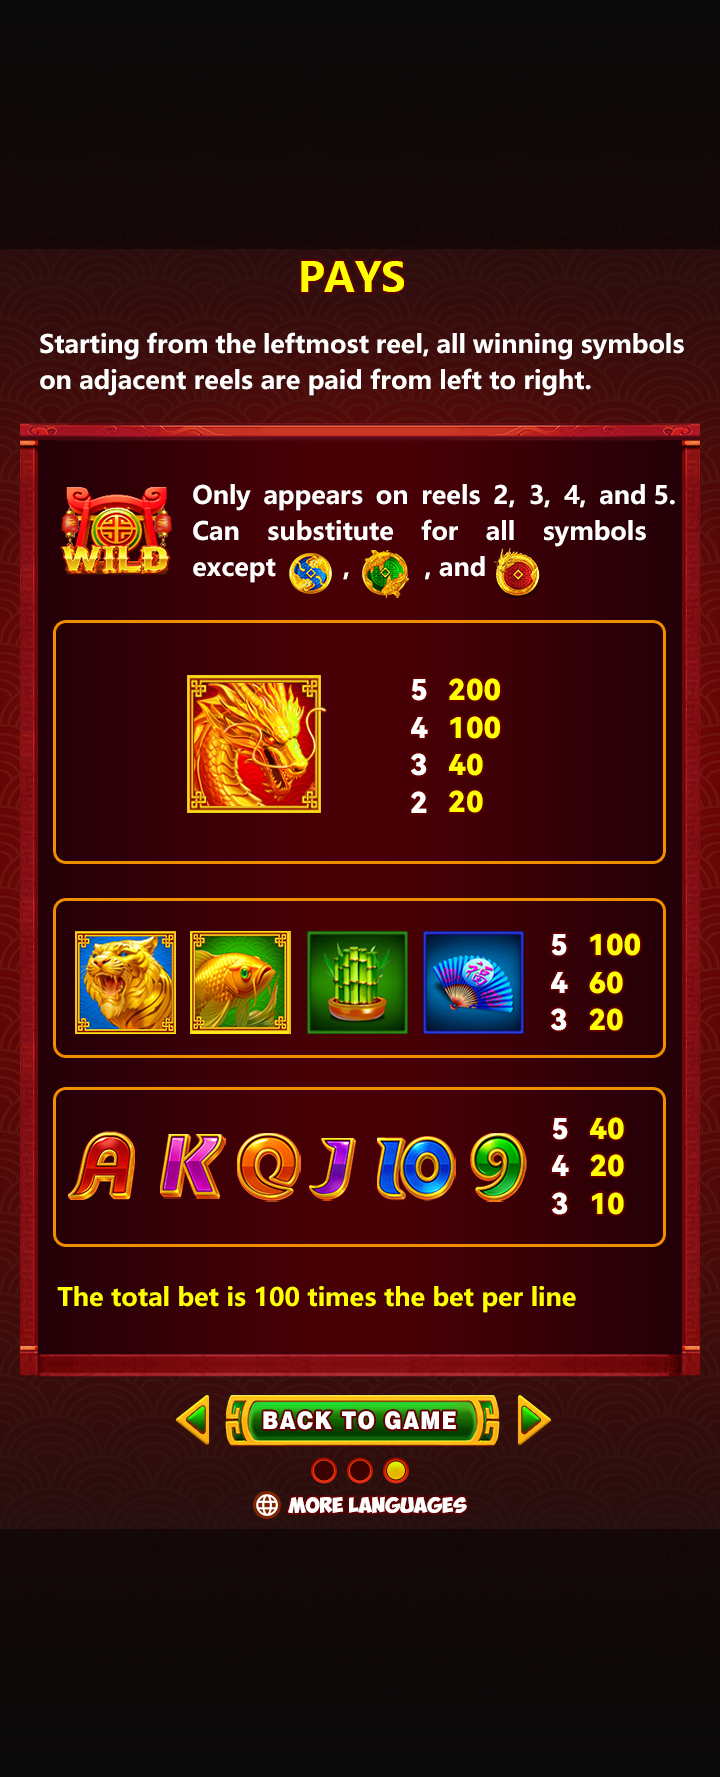 PAYS
Starting from the leftmost reel, all winning symbols
on adjacent reels are paid from left to right.
WILD
Only appears on reels 2, 3, 4, and 5.
Can substitute for all symbols
except , , and
5 200
4 100
3 40
2 20
福
5 100
4 60
3 20
A K Q J 10 9
5 40
4 20
3 10
The total bet is 100 times the bet per line
BACK TO GAME
MORE LANGUAGES